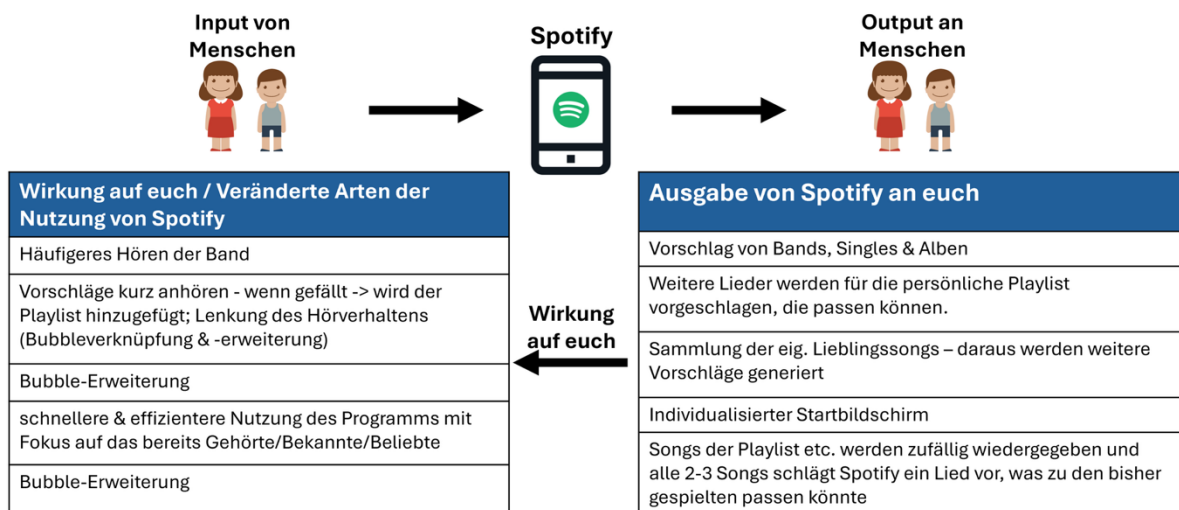 Input von
Menschen
Spotify
Output an
Menschen
Wirkung auf euch / Veränderte Arten der
Nutzung von Spotify
Häufigeres Hören der Band
Vorschläge kurz anhören - wenn gefällt -> wird der
Playlist hinzugefügt; Lenkung des Hörverhaltens
(Bubbleverknüpfung & -erweiterung)
Bubble-Erweiterung
schnellere & effizientere Nutzung des Programms mit
Fokus auf das bereits Gehörte/Bekannte/Beliebte
Bubble-Erweiterung
Wirkung
auf euch
Ausgabe von Spotify an euch
Vorschlag von Bands, Singles & Alben
Weitere Lieder werden für die persönliche Playlist
vorgeschlagen, die passen können.
Sammlung der eig. Lieblingssongs – daraus werden weitere
Vorschläge generiert
Individualisierter Startbildschirm
Songs der Playlist etc. werden zufällig wiedergegeben und
alle 2-3 Songs schlägt Spotify ein Lied vor, was zu den bisher
gespielten passen könnte